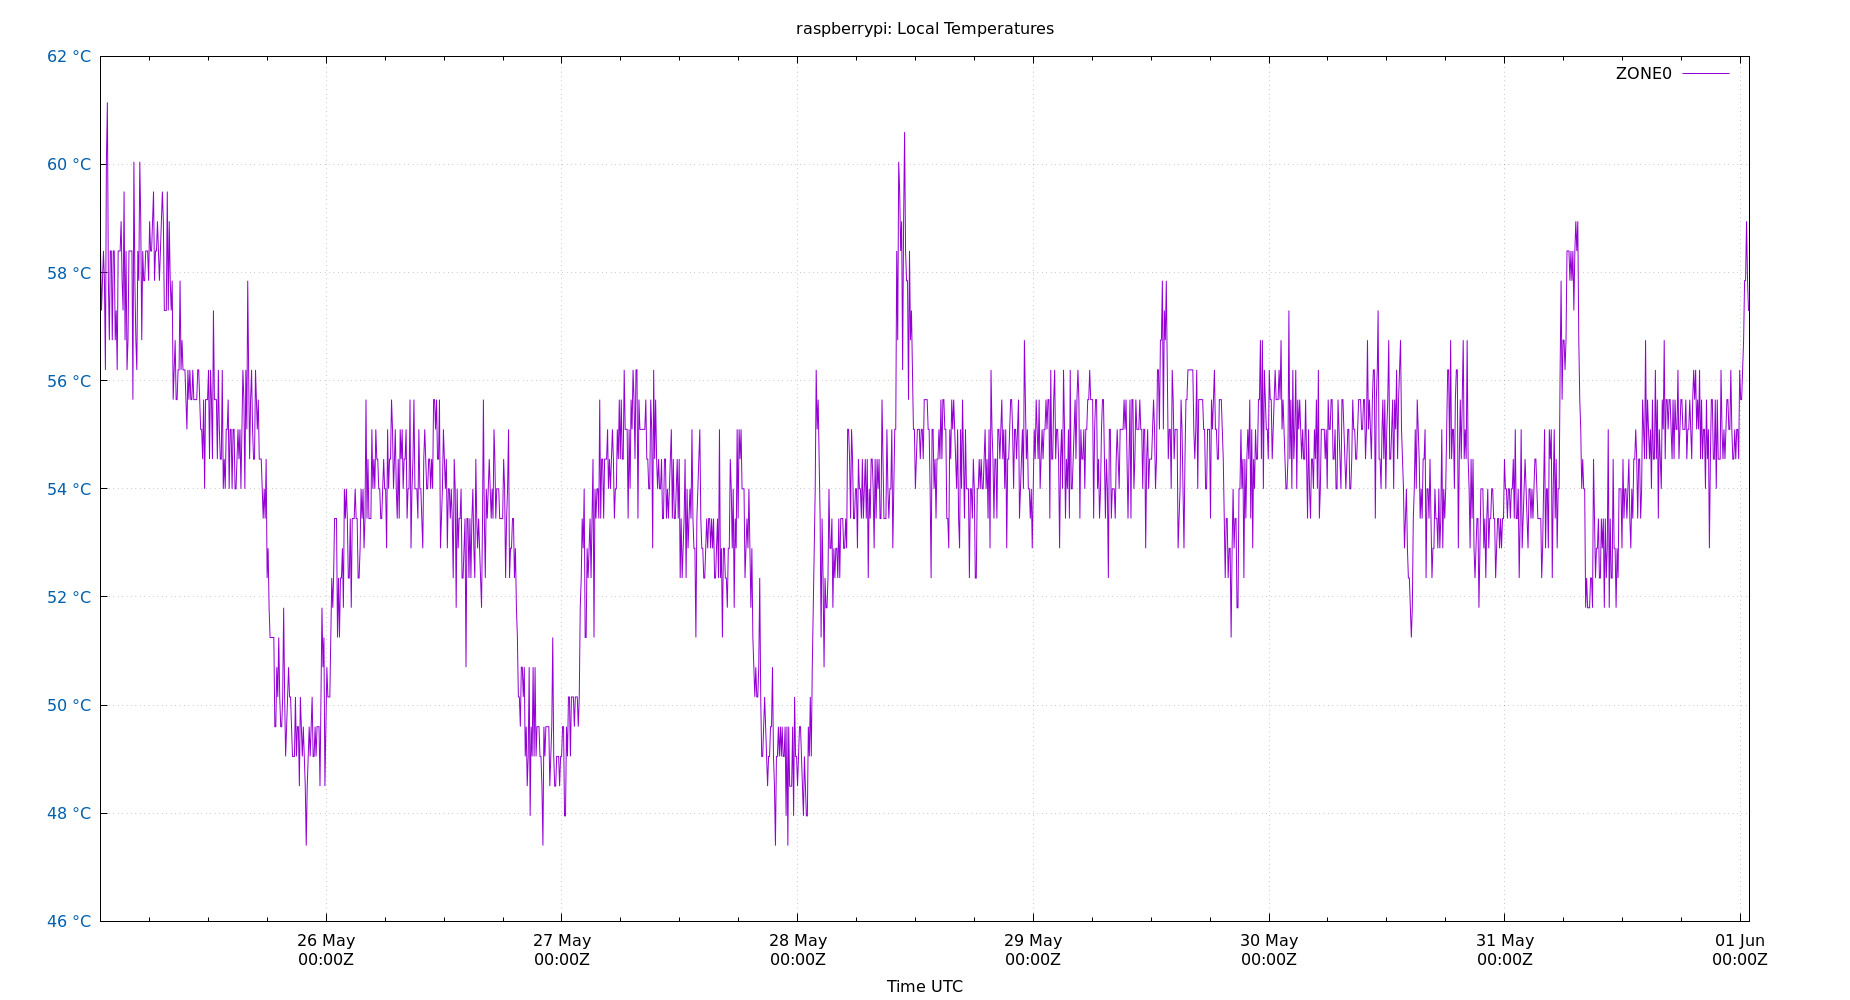 raspberrypi: Local Temperatures
62 °C
ZONE0
60 °C
58 °C
56 °C
54 °C
52 °C
50 °C
48 °C
46 °C
26 May 27 May 28 May 29 May 30 May 31 May 01 Jun
00:00Z 00:00Z 00:00Z 00:00Z 00:00Z 00:00Z 00:00Z
Time UTC